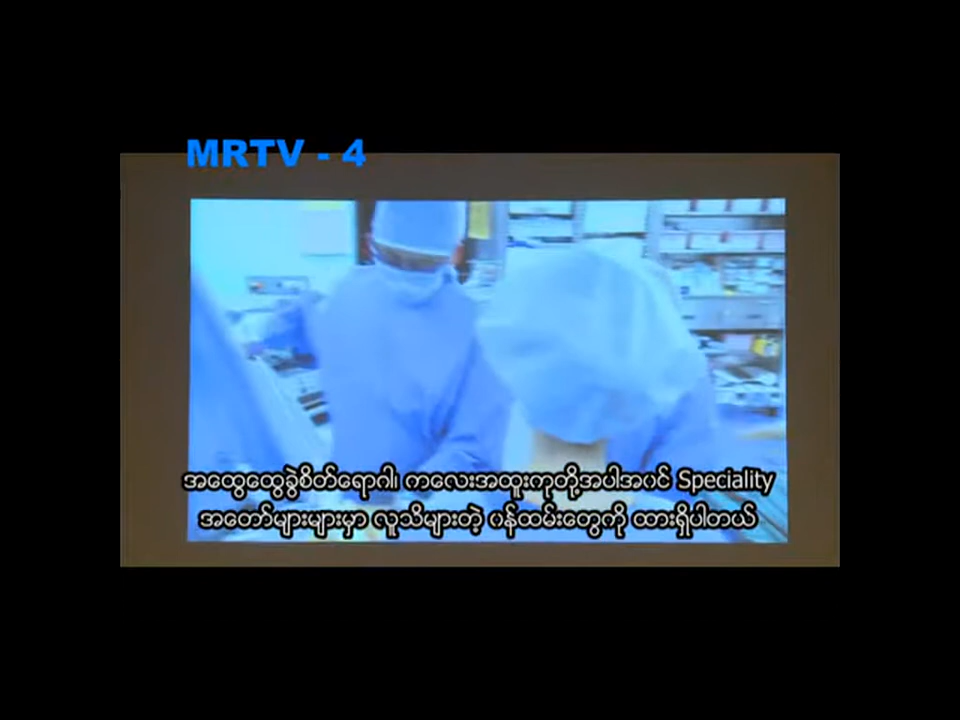 MRTV - 4
အထွေထွေခွဲစိတ်ရောဂါ၊ ကလေးအထူးကုတို့အပါအဝင် Speciality
အတော်များများမှာ လူသိများတဲ့ ဝန်ထမ်းတွေကို ထားရှိပါတယ်